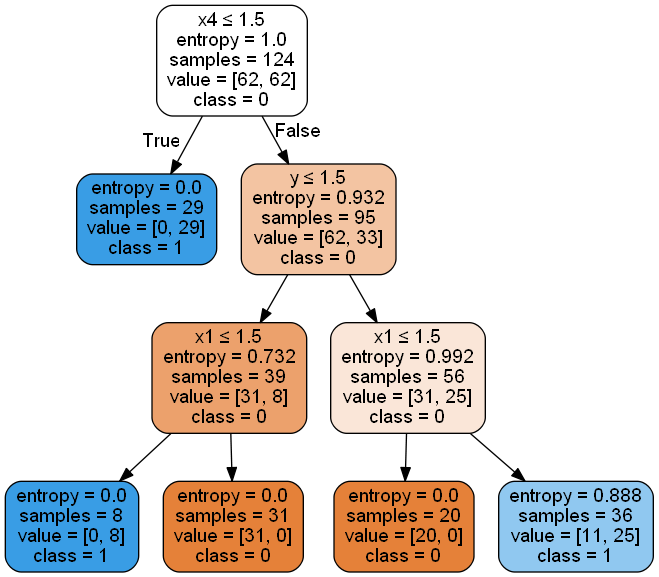 x4 ≤ 1.5
entropy = 1.0
samples = 124
value = [62, 62]
class = 0
True
False
entropy = 0.0
samples = 29
value = [0, 29]
class = 1
y ≤ 1.5
entropy = 0.932
samples = 95
value = [62, 33]
class = 0
x1 ≤ 1.5
entropy = 0.732
samples = 39
value = [31, 8]
class = 0
x1 ≤ 1.5
entropy = 0.992
samples = 56
value = [31, 25]
class = 0
entropy = 0.0
samples = 8
value = [0, 8]
class = 1
entropy = 0.0
samples = 31
value = [31, 0]
class = 0
entropy = 0.0
samples = 20
value = [20, 0]
class = 0
entropy = 0.888
samples = 36
value = [11, 25]
class = 1